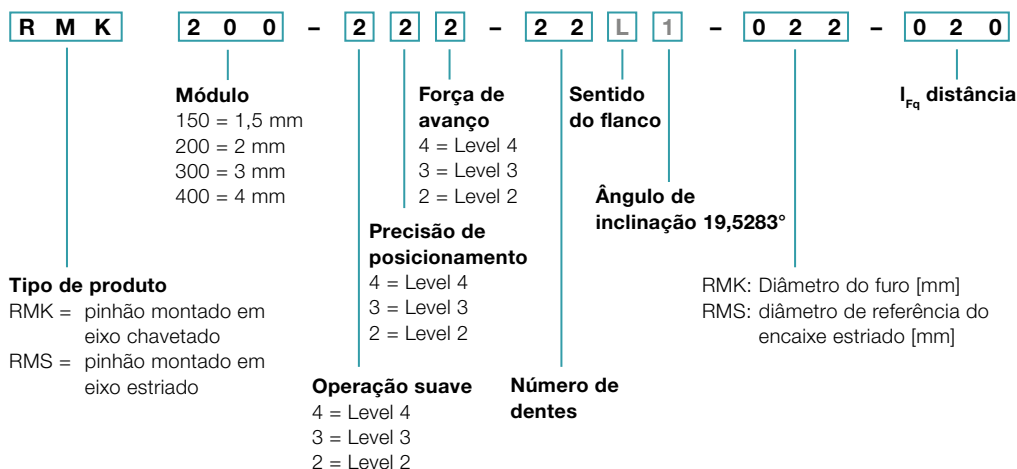 R M K 2 0 0 – 2 2 2 – 2 2 L 1 – 0 2 2 – 0 2 0
Módulo
150 = 1,5 mm
200 = 2 mm
300 = 3 mm
400 = 4 mm
Força de
avanço
4 = Level 4
3 = Level 3
2 = Level 2
Sentido
do flanco
lFq distância
Ângulo de
inclinação 19,5283°
Precisão de
posicionamento
4 = Level 4
3 = Level 3
2 = Level 2
Tipo de produto
RMK = pinhão montado em
eixo chavetado
RMS = pinhão montado em
eixo estriado
RMK: Diâmetro do furo [mm]
RMS: diâmetro de referência do
encaixe estriado [mm]
Operação suave
4 = Level 4
3 = Level 3
2 = Level 2
Número de
dentes